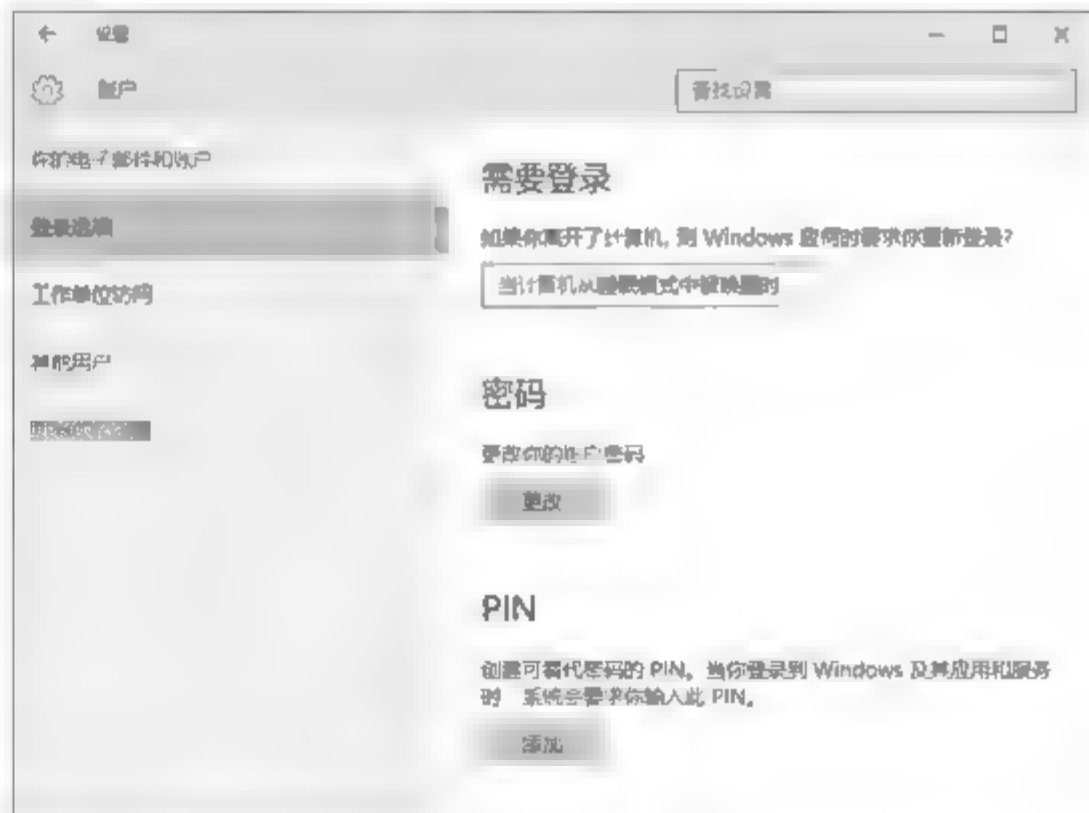 设置
账户
查找设置
你的电子邮件和账户
登录选项
工作单位访问
其他用户
需要登录
如果你离开了计算机, 则 Windows 应何时要求你重新登录?
当计算机从睡眠模式中被唤醒时
密码
更改你的账户密码
更改
PIN
创建可替代密码的 PIN。当你登录到 Windows 及其应用和服务
时 系统会要求你输入此 PIN。
添加